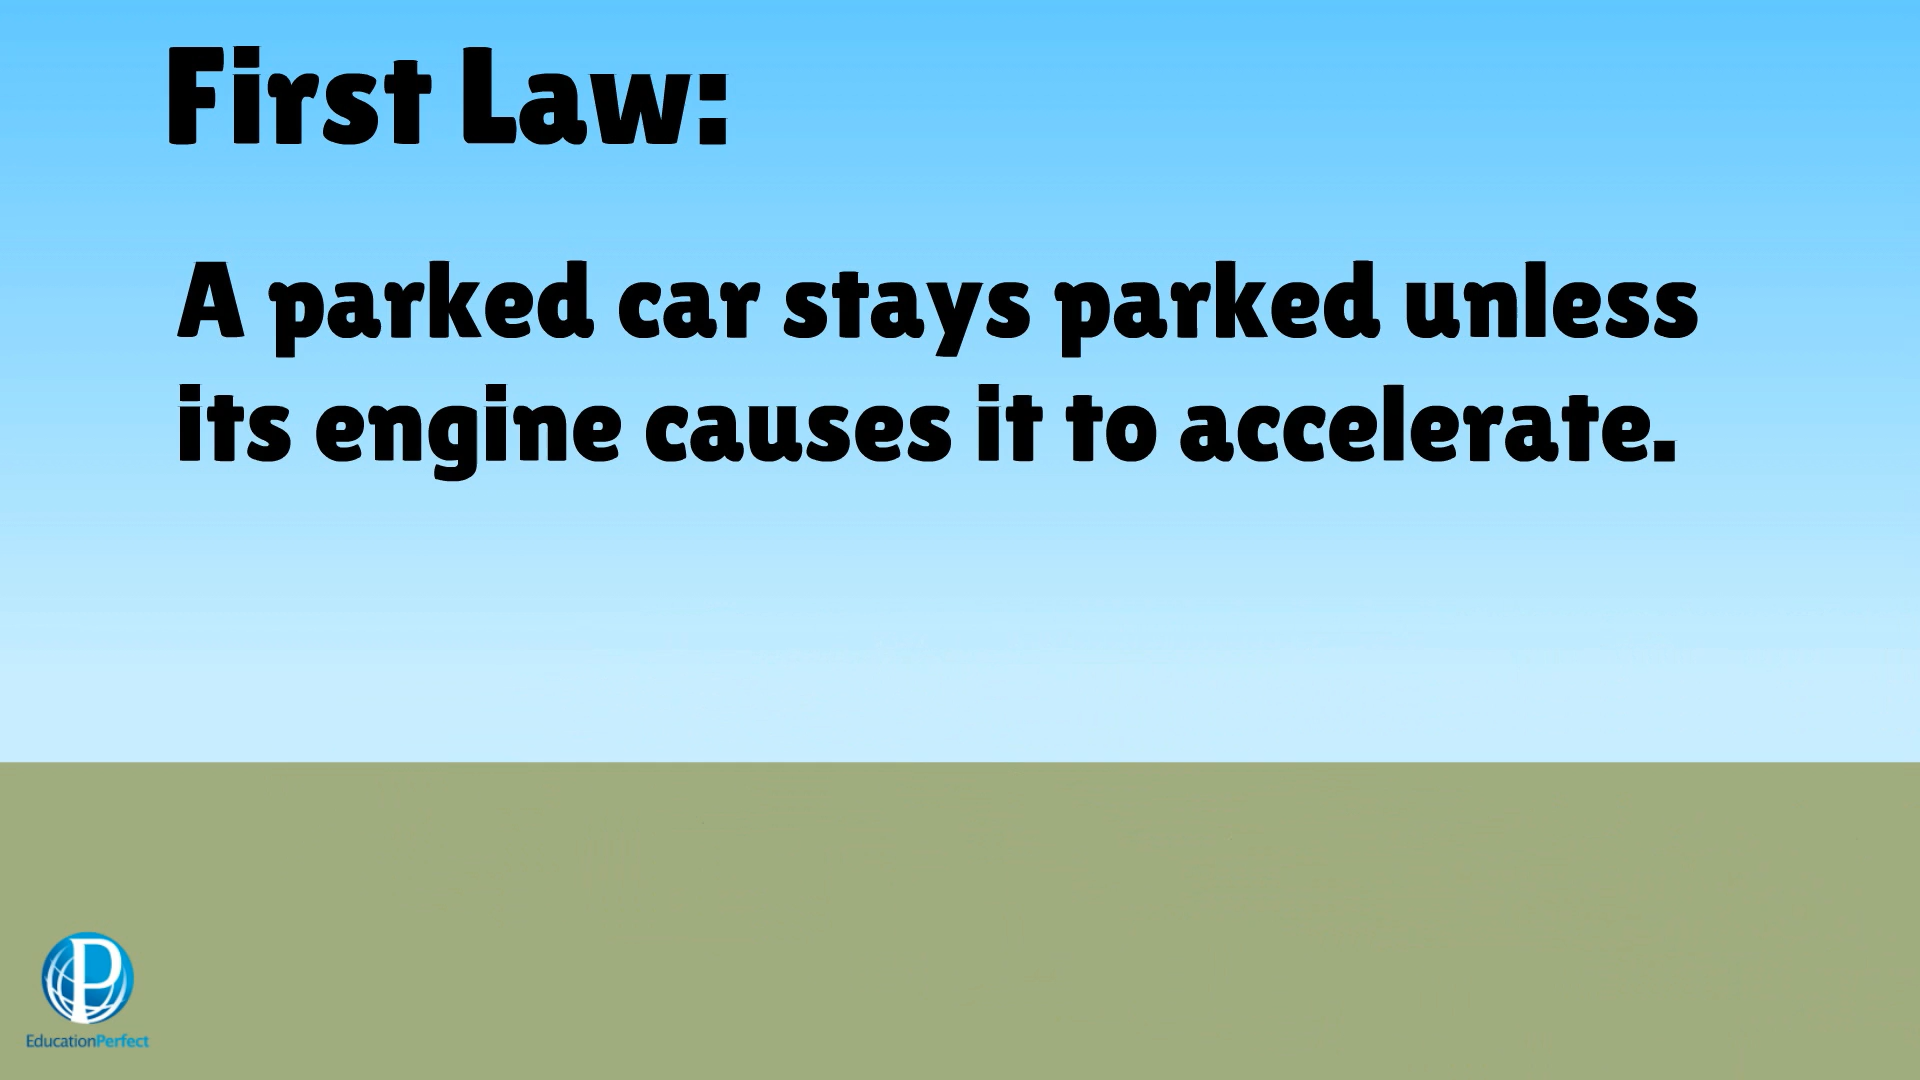 First Law:
A parked car stays parked unless
its engine causes it to accelerate.
P
EducationPerfect